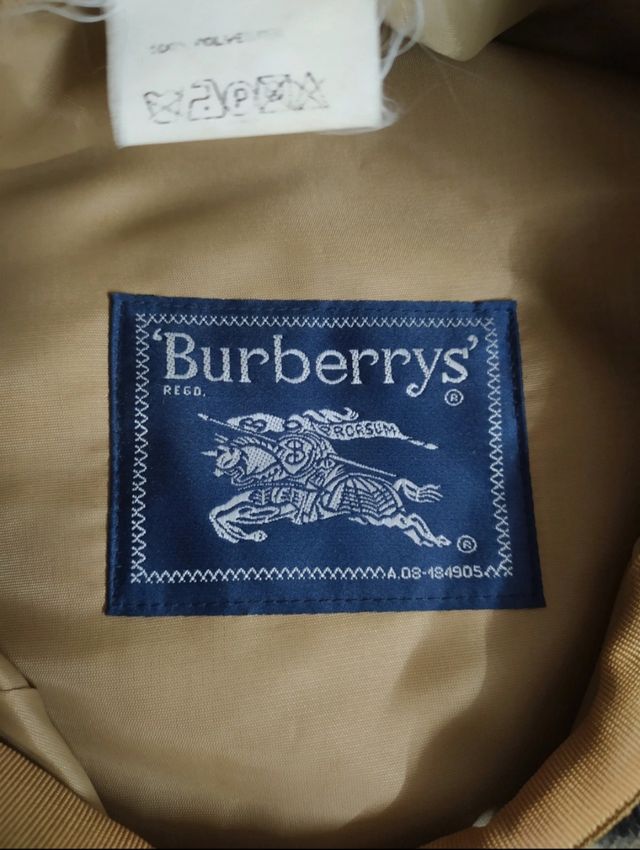 'Burberrys'
REGD.
®
PRORSUM
®
A.08-184905